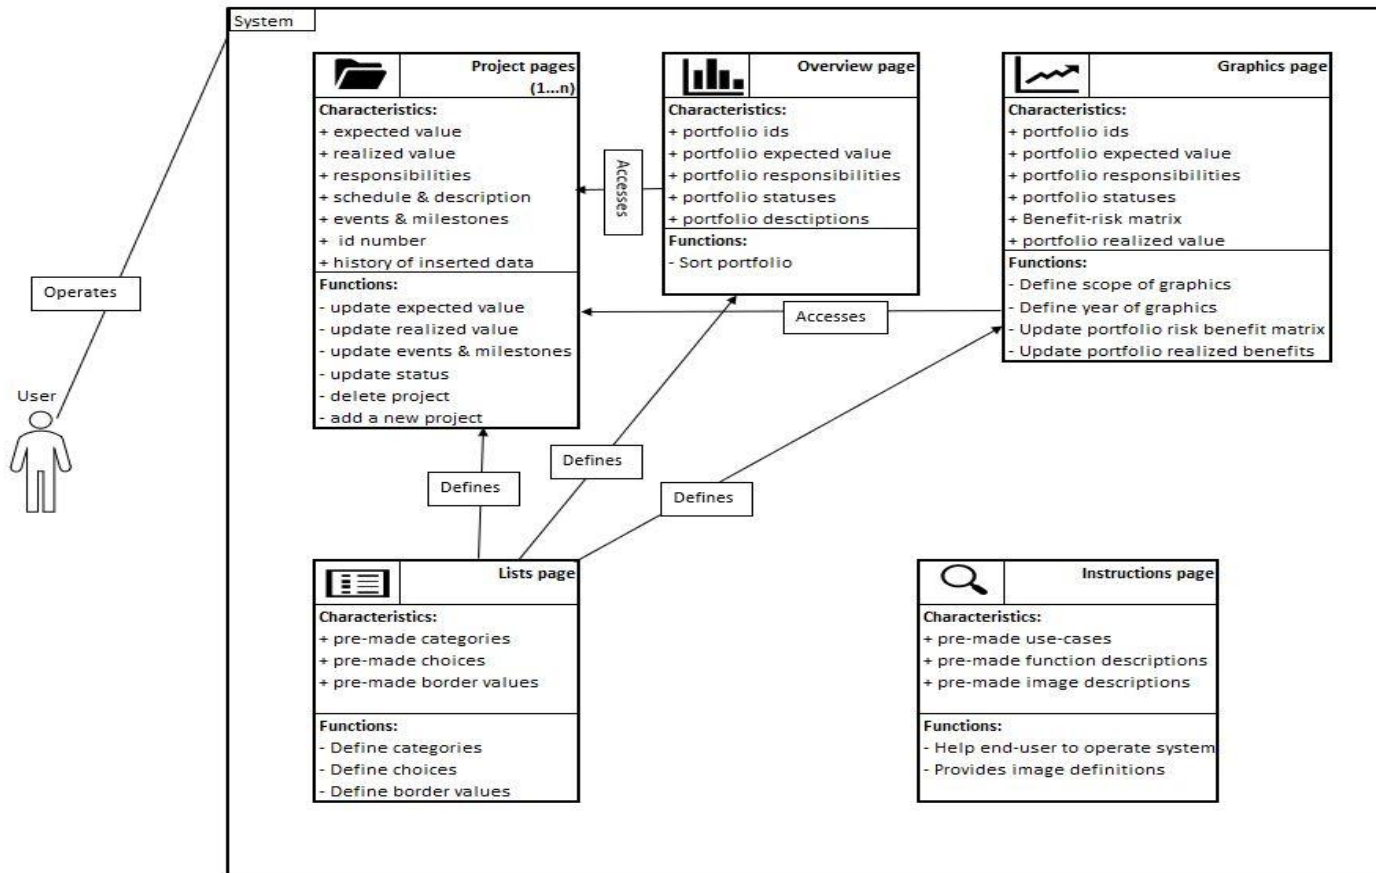 System
Project pages
(1...n)
Characteristics:
+ expected value
+ realized value
+ responsibilities
+ schedule & description
+ events & milestones
+ id number
+ history of inserted data
Functions:
- update expected value
- update realized value
- update events & milestones
- update status
- delete project
- add a new project
Accesses
Overview page
Characteristics:
+ portfolio ids
+ portfolio expected value
+ portfolio responsibilities
+ portfolio statuses
+ portfolio desctiptions
Functions:
- Sort portfolio
Accesses
Graphics page
Characteristics:
+ portfolio ids
+ portfolio expected value
+ portfolio responsibilities
+ portfolio statuses
+ Benefit-risk matrix
+ portfolio realized value
Functions:
- Define scope of graphics
- Define year of graphics
- Update portfolio risk benefit matrix
- Update portfolio realized benefits
Operates
User
Defines
Defines
Defines
Lists page
Characteristics:
+ pre-made categories
+ pre-made choices
+ pre-made border values
Functions:
- Define categories
- Define choices
- Define border values
Instructions page
Characteristics:
+ pre-made use-cases
+ pre-made function descriptions
+ pre-made image descriptions
Functions:
- Help end-user to operate system
- Provides image definitions